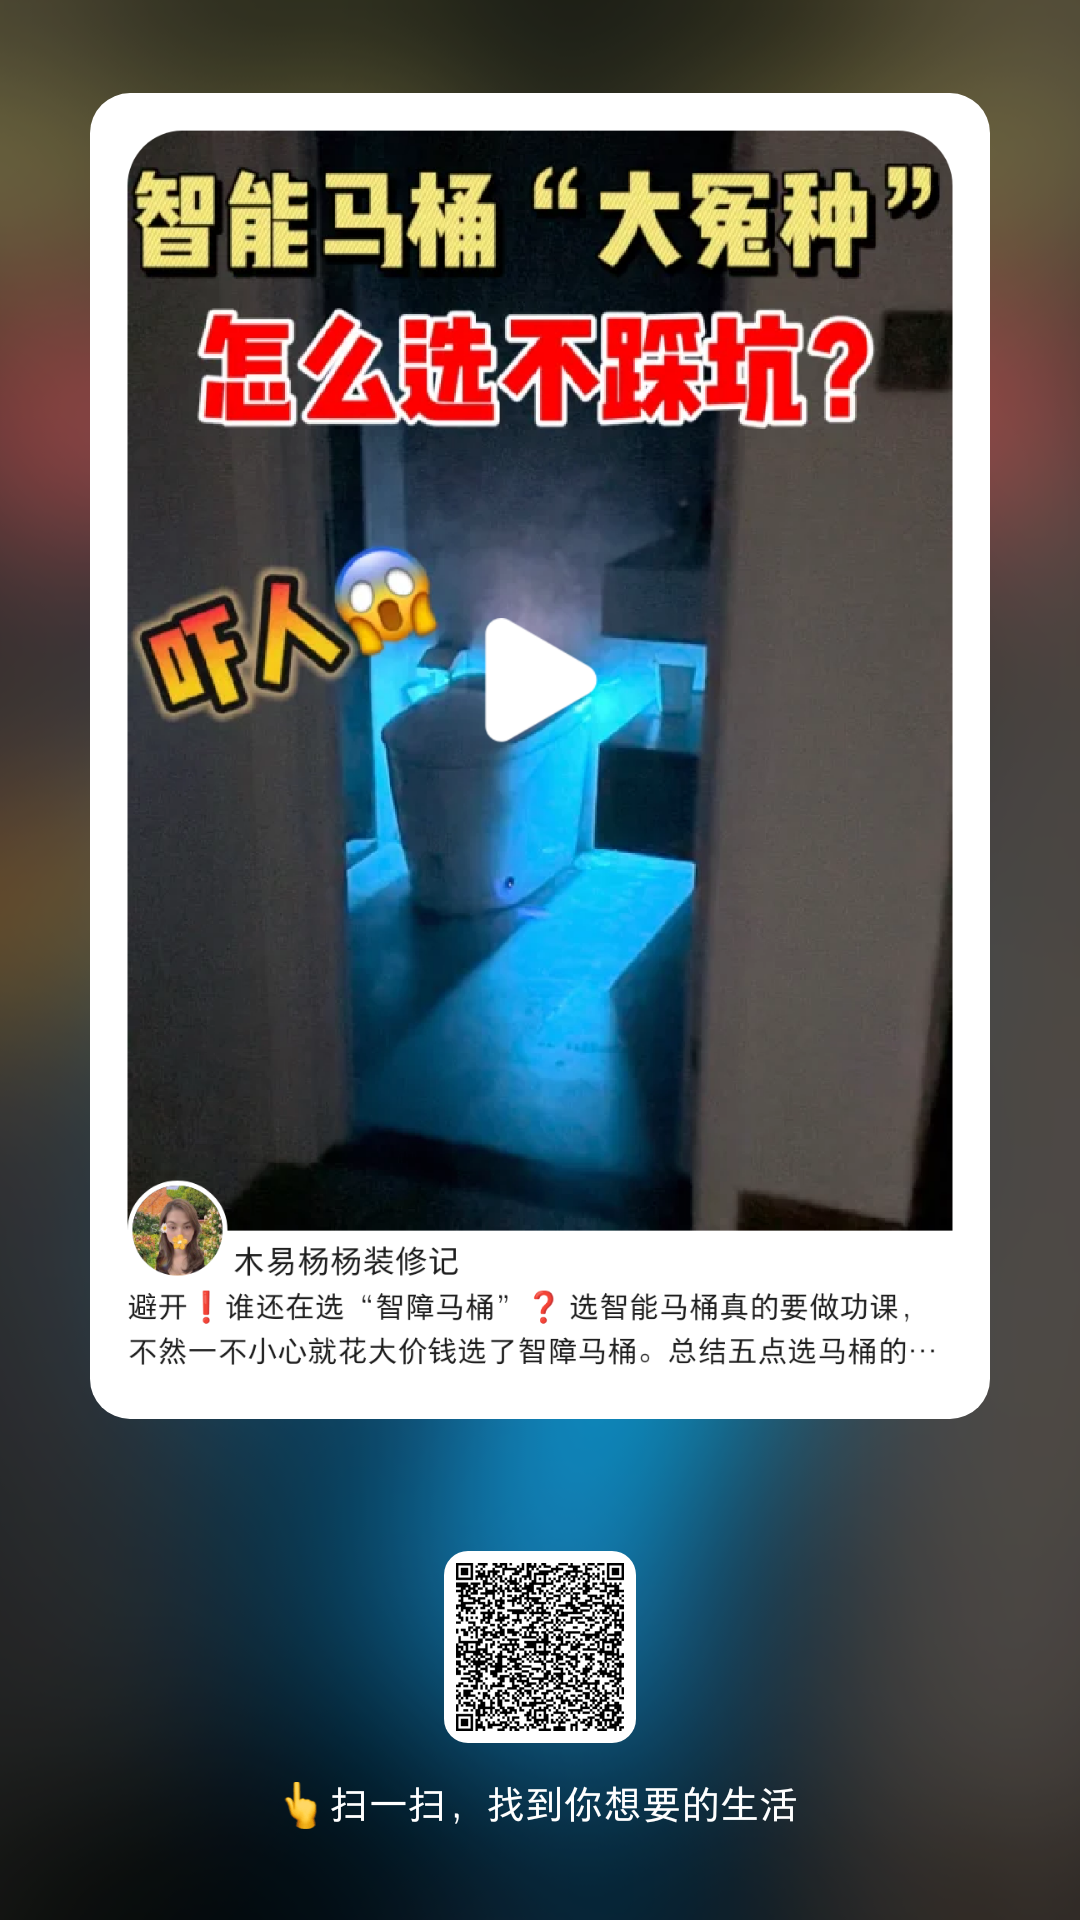 智能马桶“大冤种”
怎么选不踩坑？
吓人😱
木易杨杨装修记
避开❗谁还在选“智障马桶”❓ 选智能马桶真的要做功课，
不然一不小心就花大价钱选了智障马桶。总结五点选马桶的…
👆扫一扫，找到你想要的生活